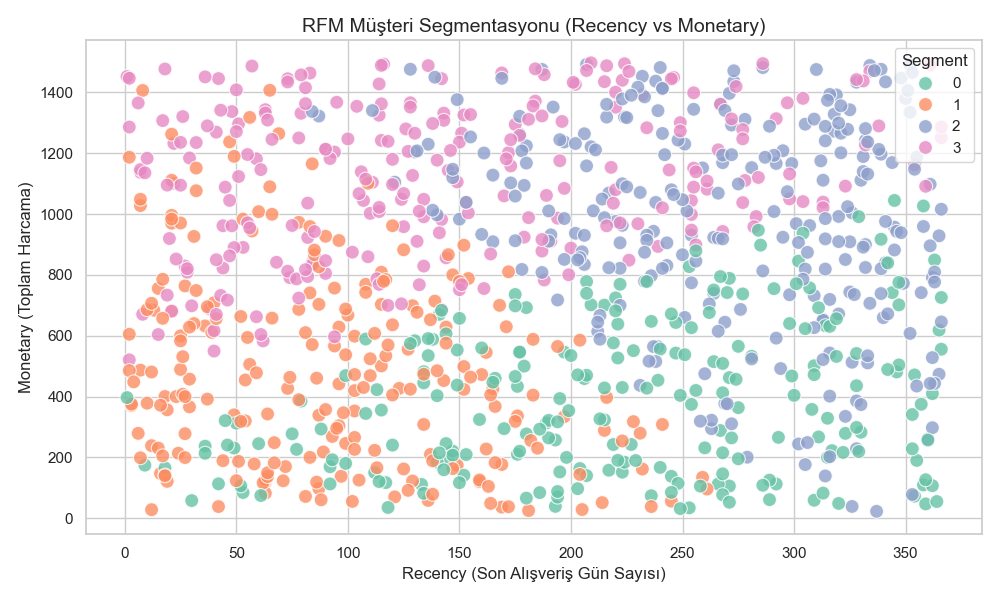 RFM Müşteri Segmentasyonu (Recency vs Monetary)
Segment
0
1
2
3
Monetary (Toplam Harcama)
1400
1200
1000
800
600
400
200
0
0 50 100 150 200 250 300 350
Recency (Son Alışveriş Gün Sayısı)